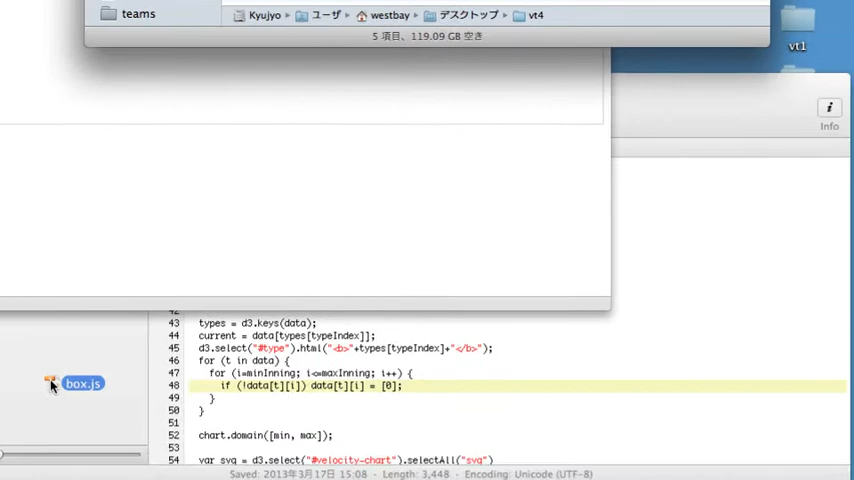 teams
Kyujyo ▸ ユーザ ▸ westbay ▸ デスクトップ ▸ vt4
5 項目、119.09 GB 空き
vt1
i
Info
42
43 types = d3.keys(data);
44 current = data[types[typeIndex]];
45 d3.select("#type").html("<b>"+types[typeIndex]+"</b>");
46 for (t in data) {
47 for (i=minInning; i<=maxInning; i++) {
48 if (!data[t][i]) data[t][i] = [0];
49 }
50 }
51
52 chart.domain([min, max]);
53
54 var svg = d3.select("#velocity-chart").selectAll("svg")
box.js
Saved: 2013年3月17日 15:08 Length: 3,448 Encoding: Unicode (UTF-8)